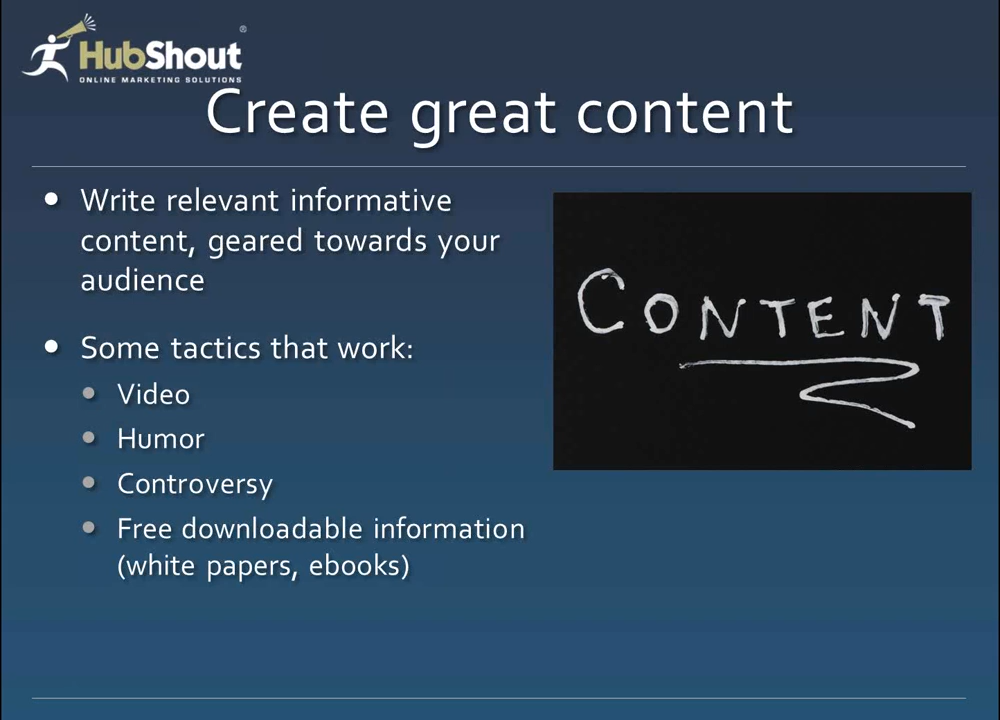 HubShout®
ONLINE MARKETING SOLUTIONS
Create great content
• Write relevant informative
content, geared towards your
audience
• Some tactics that work:
• Video
• Humor
• Controversy
• Free downloadable information
(white papers, ebooks)
CONTENT